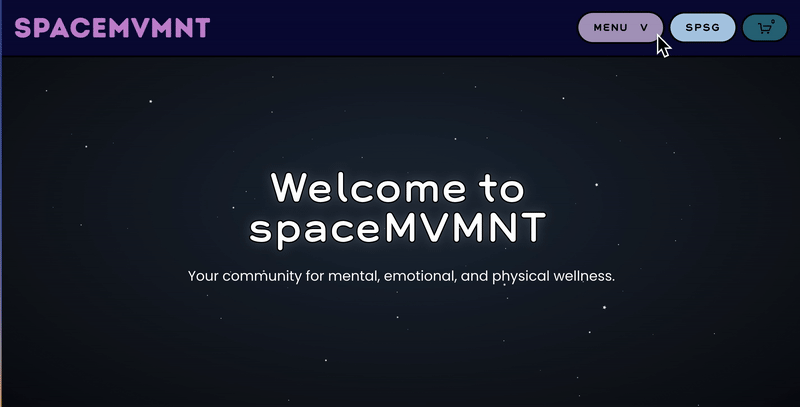 SPACEMVMNT
MENU V
SPSG
0
Welcome to
spaceMVMNT
Your community for mental, emotional, and physical wellness.